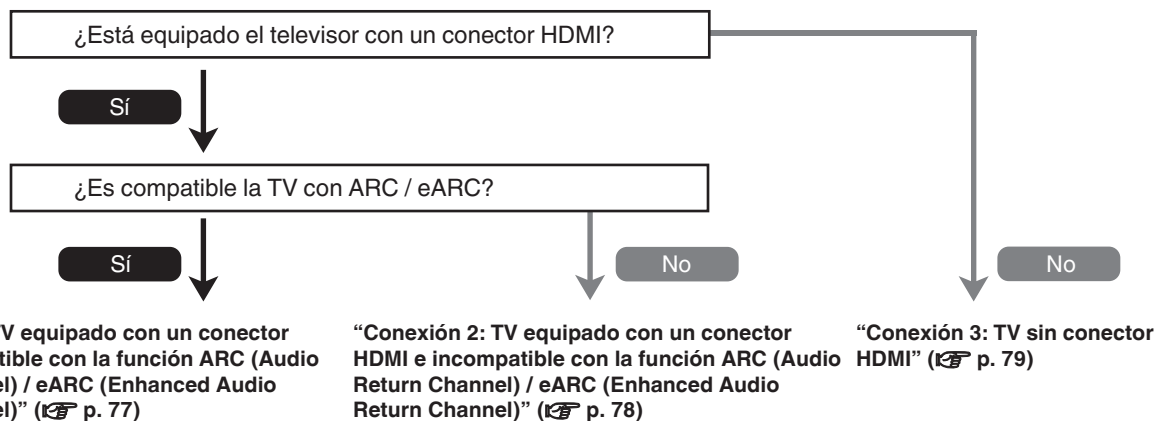 ¿Está equipado el televisor con un conector HDMI?
Sí
¿Es compatible la TV con ARC / eARC?
Sí
No
No
equipado con un conector
con la función ARC (Audio
/ eARC (Enhanced Audio
p. 77)
“Conexión 2: TV equipado con un conector
HDMI e incompatible con la función ARC (Audio
Return Channel) / eARC (Enhanced Audio
Return Channel)” (☞ p. 78)
“Conexión 3: TV sin conector
HDMI” (☞ p. 79)